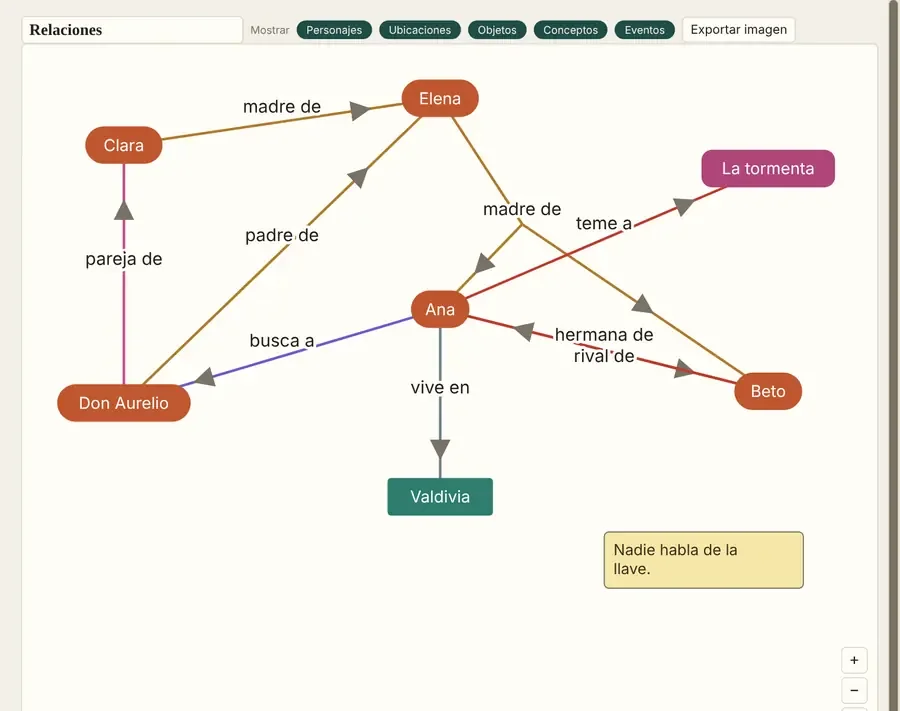 Relaciones
Mostrar
Personajes
Ubicaciones
Objetos
Conceptos
Eventos
Exportar imagen
Elena
madre de
Clara
La tormenta
madre de
teme a
padre de
pareja de
Ana
hermana de
busca a
rival de
vive en
Beto
Don Aurelio
Valdivia
Nadie habla de la
llave.
+
−